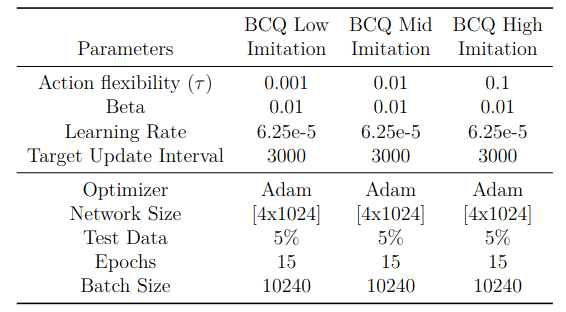 BCQ Low BCQ Mid BCQ High
Parameters Imitation Imitation Imitation
Action flexibility (τ) 0.001 0.01 0.1
Beta 0.01 0.01 0.01
Learning Rate 6.25e-5 6.25e-5 6.25e-5
Target Update Interval 3000 3000 3000
Optimizer Adam Adam Adam
Network Size [4x1024] [4x1024] [4x1024]
Test Data 5% 5% 5%
Epochs 15 15 15
Batch Size 10240 10240 10240